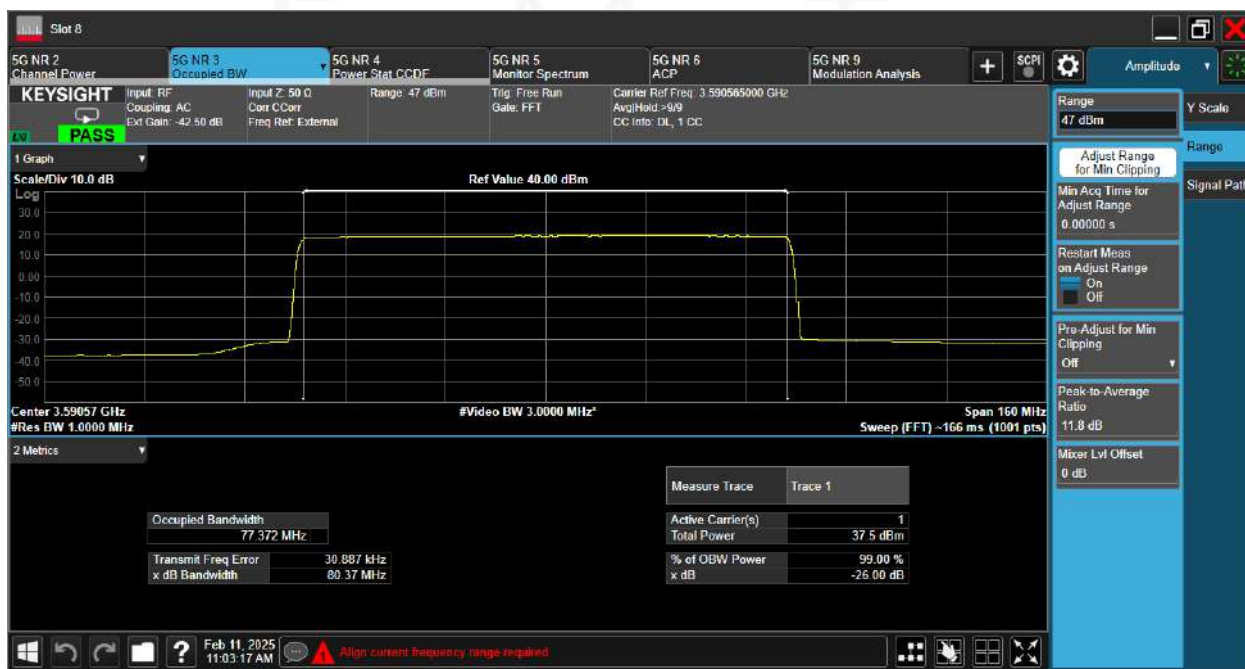 Slot 8
5G NR 2
Channel Power
5G NR 3
Occupied BW
5G NR 4
Power Stat CCDF
5G NR 5
Monitor Spectrum
5G NR 6
ACP
5G NR 9
Modulation Analysis
+
SCPI
Amplitude
KEYSIGHT
LXI
PASS
Input: RF
Coupling: AC
Ext Gain: -42.50 dB
Input Z: 50 Ω
Corr CCorr
Freq Ref: External
Range: 47 dBm
Trig: Free Run
Gate: FFT
Carrier Ref Freq: 3.590565000 GHz
Avg|Hold:>9/9
CC Info: DL, 1 CC
1 Graph
Scale/Div 10.0 dB
Ref Value 40.00 dBm
Log
30.0
20.0
10.0
0.00
-10.0
-20.0
-30.0
-40.0
-50.0
Center 3.59057 GHz
#Video BW 3.0000 MHz*
Span 160 MHz
#Res BW 1.0000 MHz
Sweep (FFT) ~166 ms (1001 pts)
2 Metrics
Measure Trace Trace 1
Occupied Bandwidth
77.372 MHz
Active Carrier(s) 1
Total Power 37.5 dBm
Transmit Freq Error 30.887 kHz
x dB Bandwidth 80.37 MHz
% of OBW Power 99.00 %
x dB -26.00 dB
Range
47 dBm
Adjust Range
for Min Clipping
Min Acq Time for
Adjust Range
0.00000 s
Restart Meas
on Adjust Range
On
Off
Pre-Adjust for Min
Clipping
Off
Peak-to-Average
Ratio
11.8 dB
Mixer Lvl Offset
0 dB
Y Scale
Range
Signal Path
?
Feb 11, 2025
11:03:17 AM
Align current frequency range required